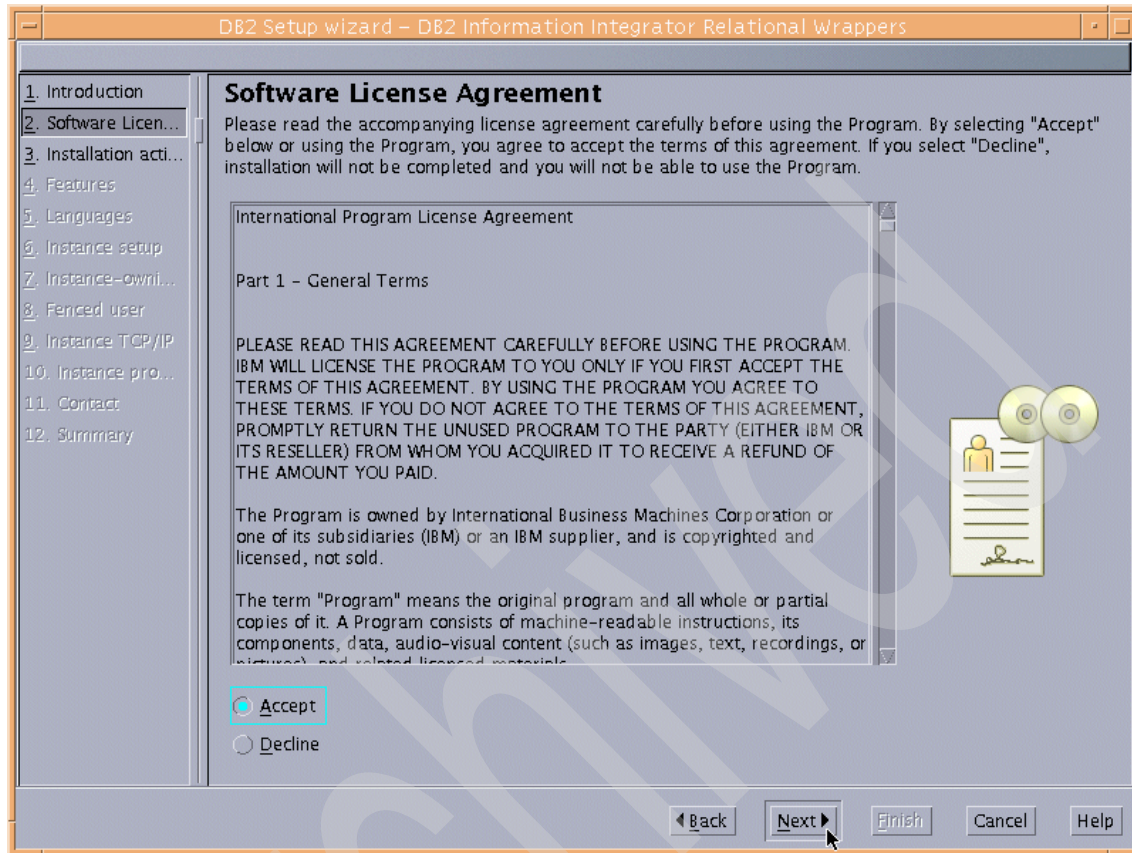 DB2 Setup wizard – DB2 Information Integrator Relational Wrappers
1. Introduction
2. Software Licen...
3. Installation acti...
4. Features
5. Languages
6. Instance setup
7. Instance-owni...
8. Fenced user
9. Instance TCP/IP
10. Instance pro...
11. Contact
12. Summary
Software License Agreement
Please read the accompanying license agreement carefully before using the Program. By selecting "Accept"
below or using the Program, you agree to accept the terms of this agreement. If you select "Decline",
installation will not be completed and you will not be able to use the Program.
International Program License Agreement
Part 1 – General Terms
PLEASE READ THIS AGREEMENT CAREFULLY BEFORE USING THE PROGRAM.
IBM WILL LICENSE THE PROGRAM TO YOU ONLY IF YOU FIRST ACCEPT THE
TERMS OF THIS AGREEMENT. BY USING THE PROGRAM YOU AGREE TO
THESE TERMS. IF YOU DO NOT AGREE TO THE TERMS OF THIS AGREEMENT,
PROMPTLY RETURN THE UNUSED PROGRAM TO THE PARTY (EITHER IBM OR
ITS RESELLER) FROM WHOM YOU ACQUIRED IT TO RECEIVE A REFUND OF
THE AMOUNT YOU PAID.
The Program is owned by International Business Machines Corporation or
one of its subsidiaries (IBM) or an IBM supplier, and is copyrighted and
licensed, not sold.
The term "Program" means the original program and all whole or partial
copies of it. A Program consists of machine-readable instructions, its
components, data, audio-visual content (such as images, text, recordings, or
pictures), and related licensed materials.
Accept
Decline
Back
Next
Finish
Cancel
Help